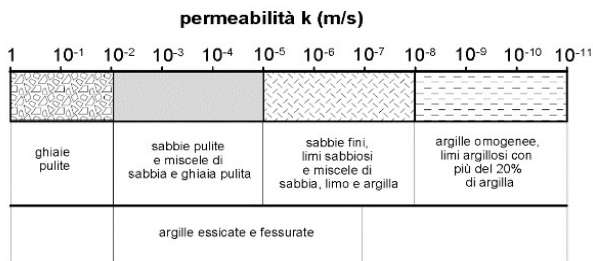 permeabilità k (m/s)
1 10⁻¹ 10⁻² 10⁻³ 10⁻⁴ 10⁻⁵ 10⁻⁶ 10⁻⁷ 10⁻⁸ 10⁻⁹ 10⁻¹⁰ 10⁻¹¹
ghiaie
pulite
sabbie pulite
e miscele di
sabbia e ghiaia pulita
sabbie fini,
limi sabbiosi
e miscele di
sabbia, limo e argilla
argille omogenee,
limi argillosi con
più del 20%
di argilla
argille essicate e fessurate